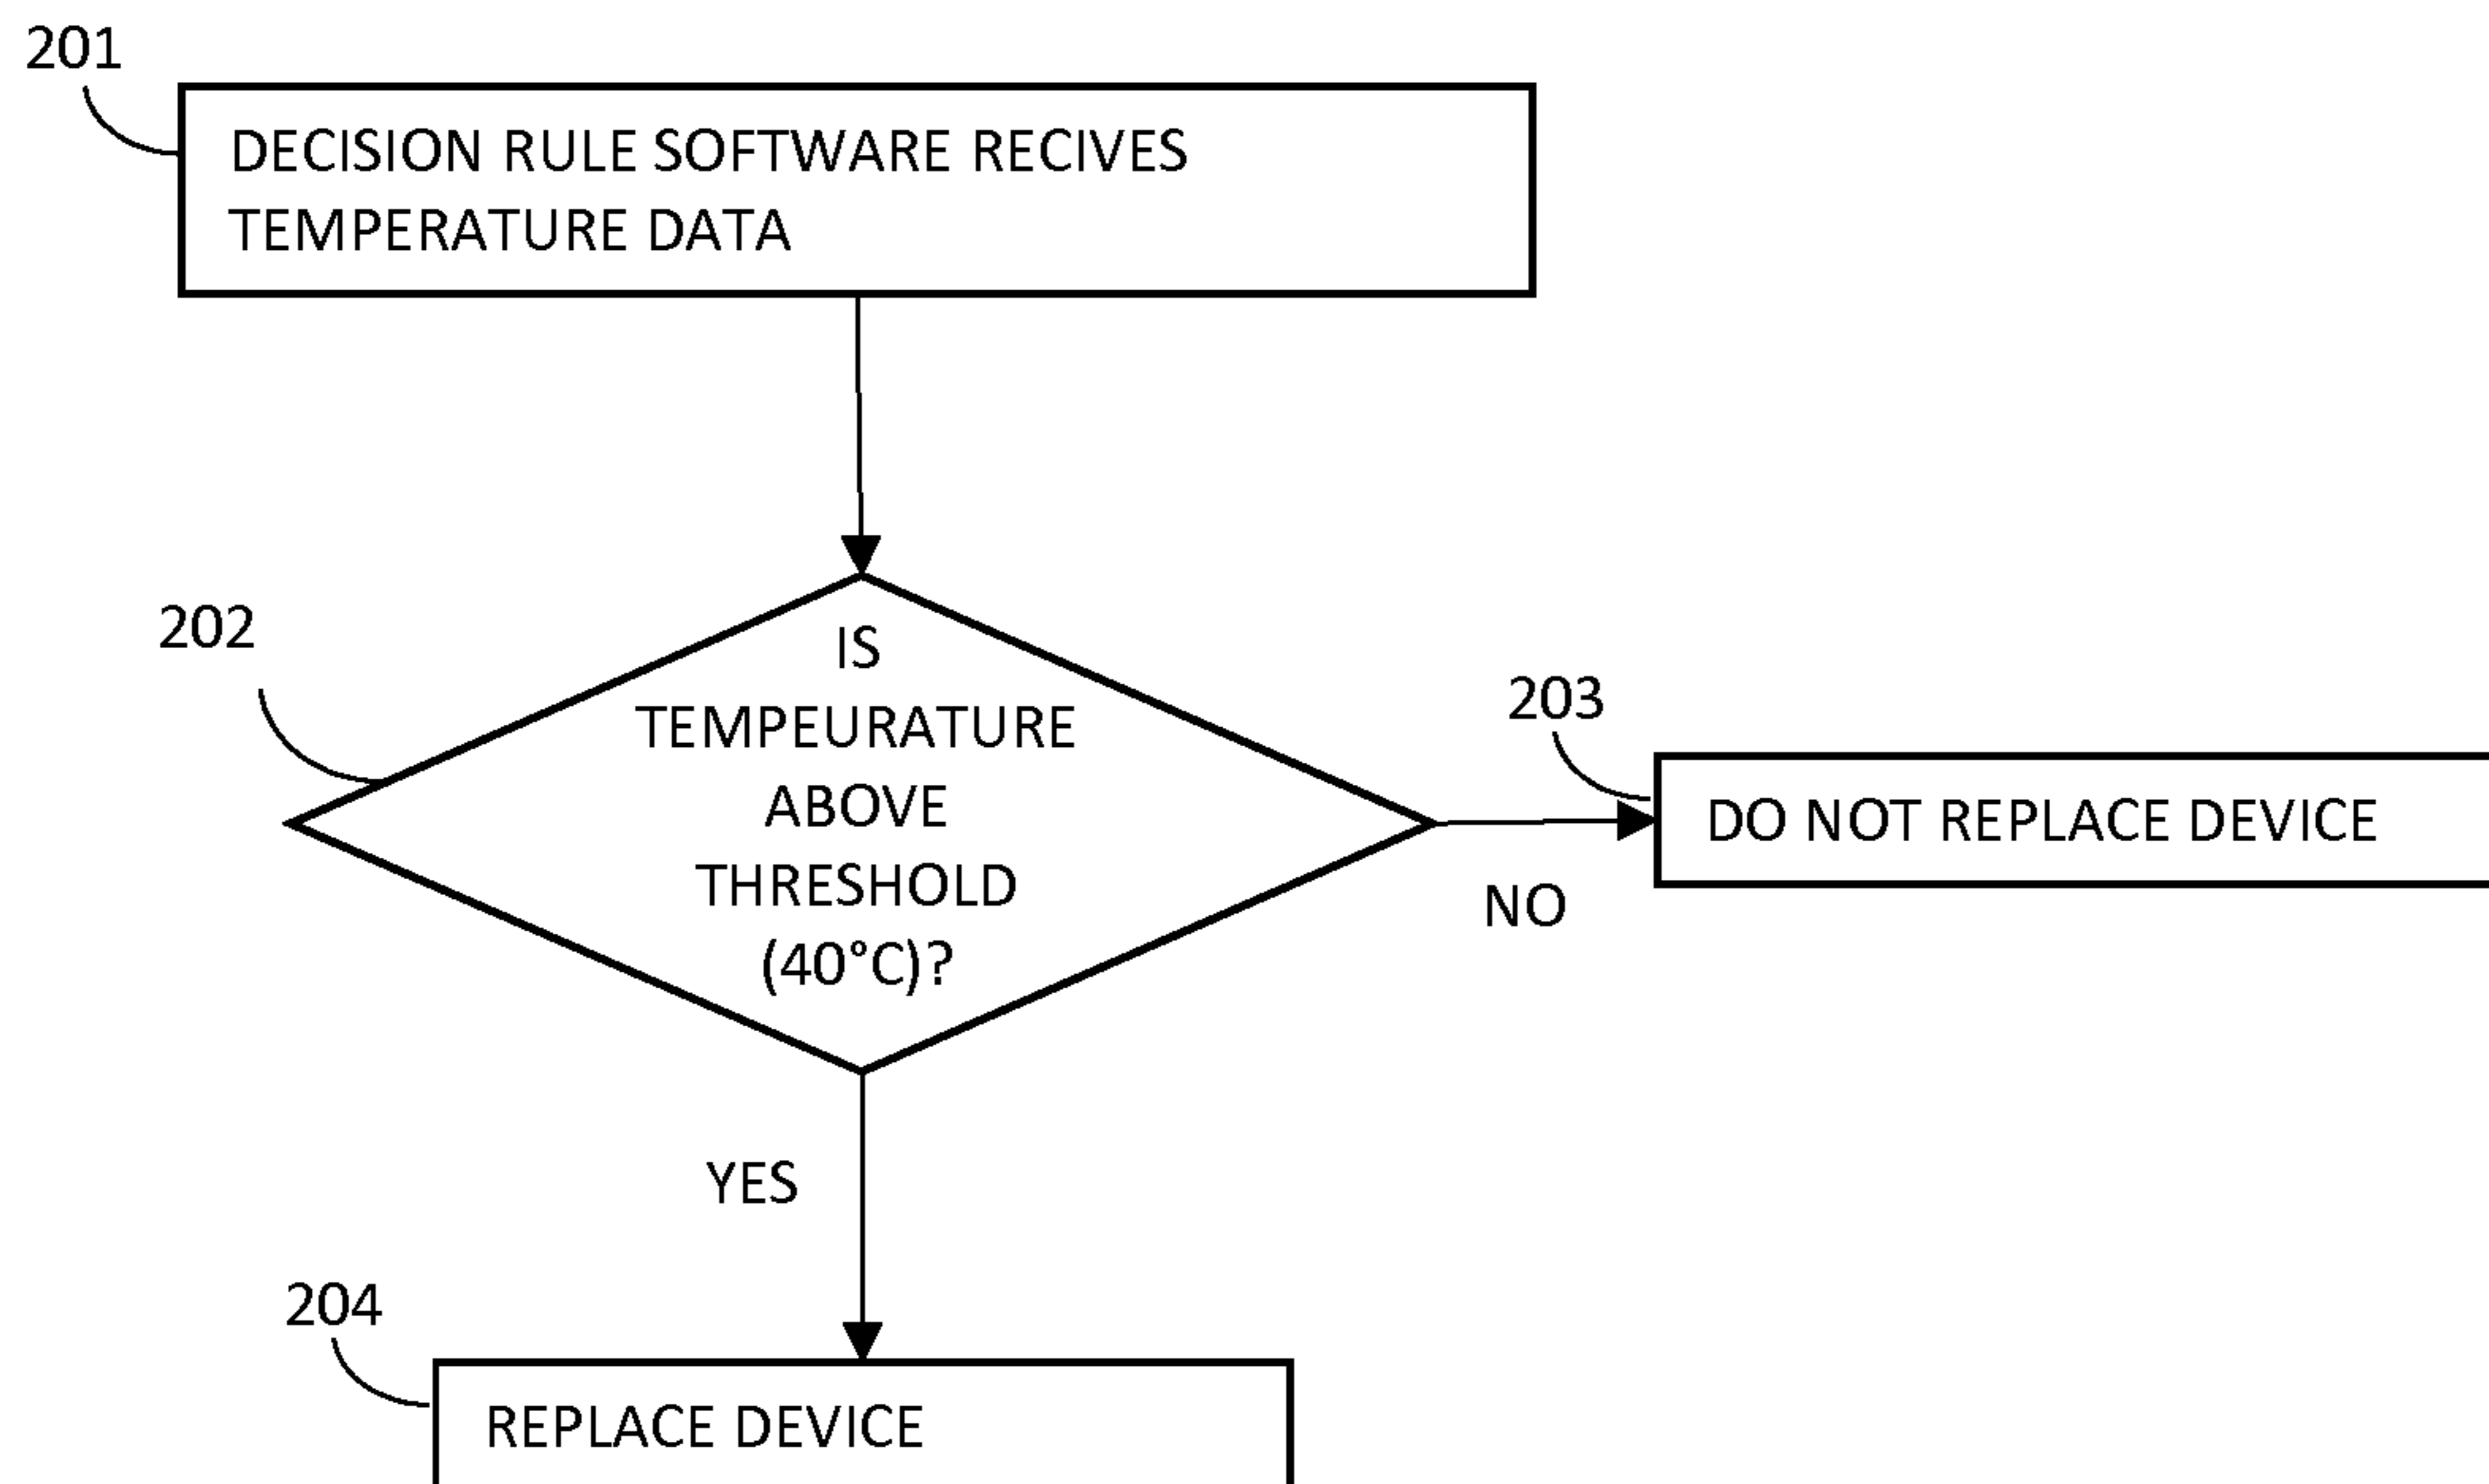 201
DECISION RULE SOFTWARE RECIVES
TEMPERATURE DATA
202
IS
TEMPEURATURE
ABOVE
THRESHOLD
(40°C)?
203
DO NOT REPLACE DEVICE
NO
YES
204
REPLACE DEVICE